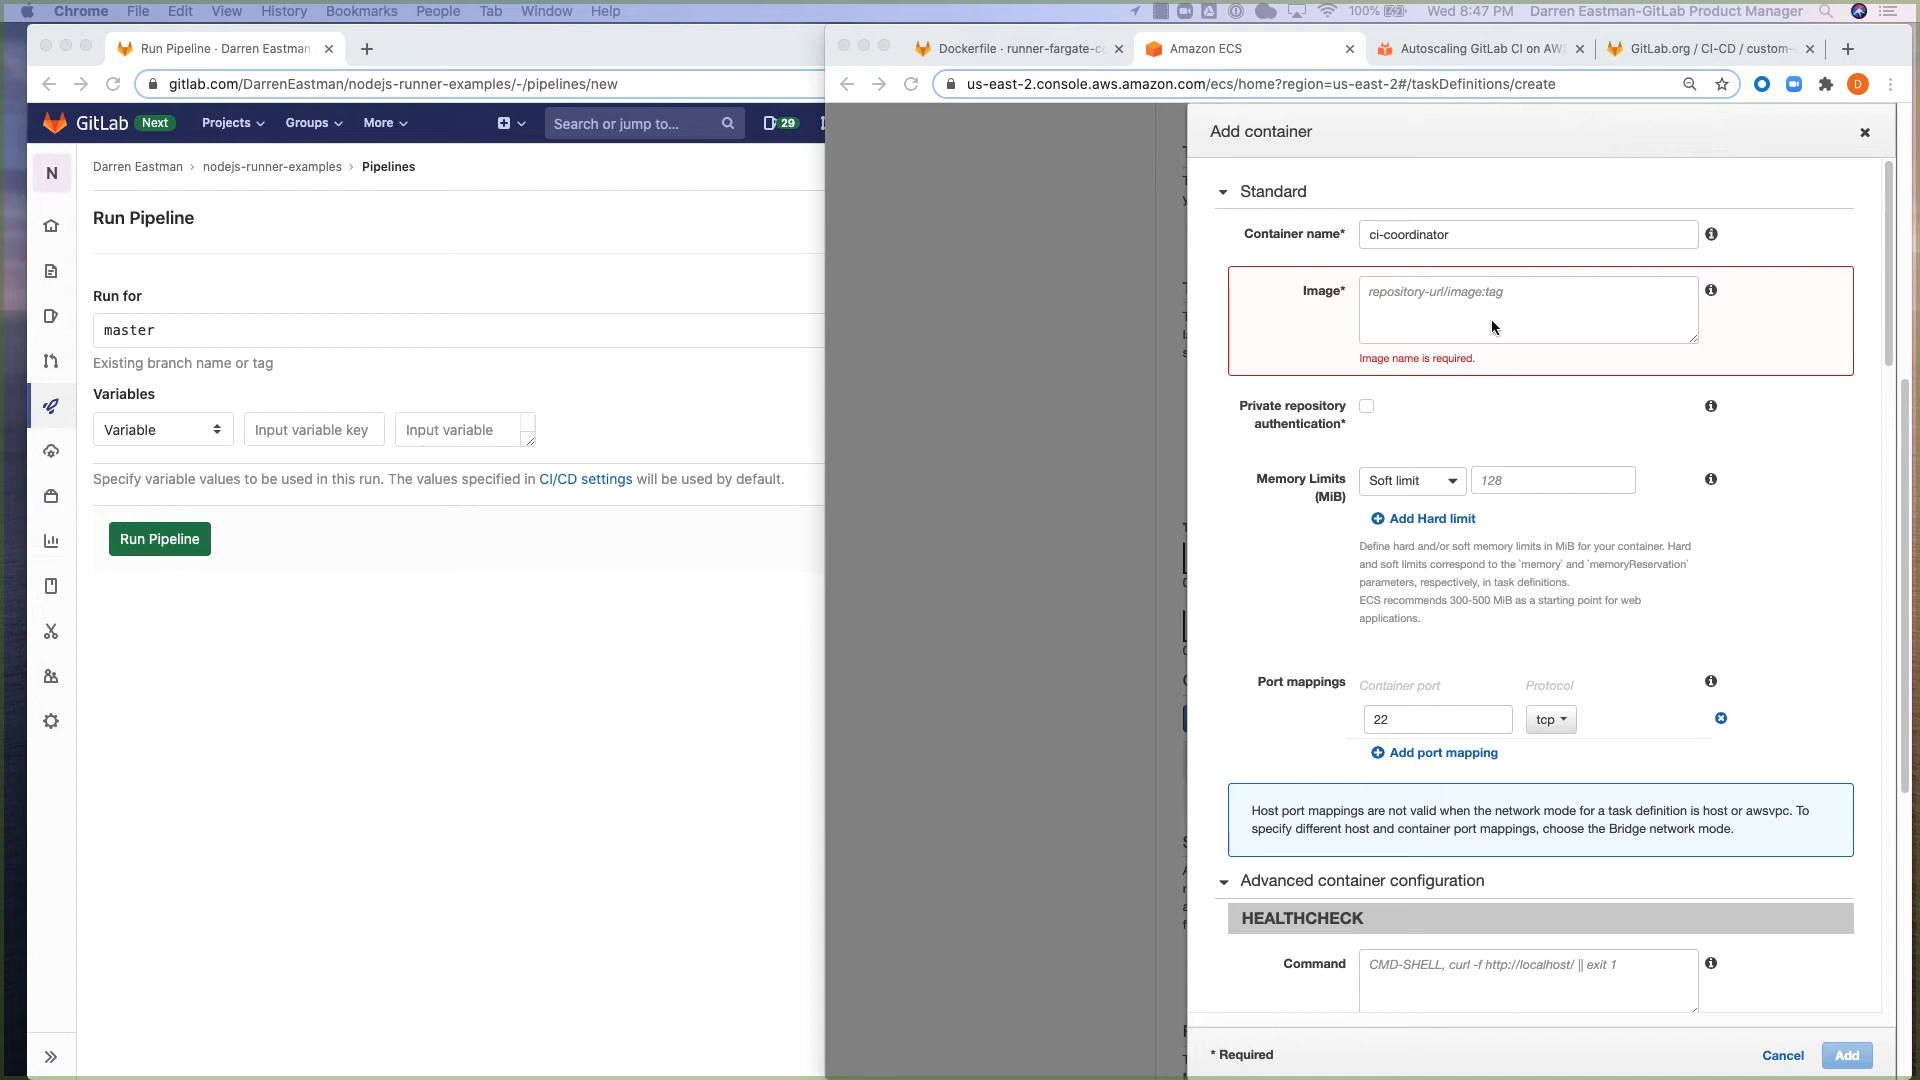 Chrome File Edit View History Bookmarks People Tab Window Help
100% Wed 8:47 PM Darren Eastman-GitLab Product Manager
Run Pipeline · Darren Eastman
gitlab.com/DarrenEastman/nodejs-runner-examples/-/pipelines/new
GitLab Next Projects Groups More Search or jump to... 29
N
Darren Eastman › nodejs-runner-examples › Pipelines
Run Pipeline
Run for
master
Existing branch name or tag
Variables
Variable Input variable key Input variable
Specify variable values to be used in this run. The values specified in CI/CD settings will be used by default.
Run Pipeline
Dockerfile · runner-fargate-c Amazon ECS Autoscaling GitLab CI on AWS GitLab.org / CI-CD / custom-
us-east-2.console.aws.amazon.com/ecs/home?region=us-east-2#/taskDefinitions/create
D
Add container
Standard
Container name* ci-coordinator
Image* repository-url/image:tag
Image name is required.
Private repository
authentication*
Memory Limits
(MiB)
Soft limit 128
Add Hard limit
Define hard and/or soft memory limits in MiB for your container. Hard
and soft limits correspond to the `memory` and `memoryReservation`
parameters, respectively, in task definitions.
ECS recommends 300-500 MiB as a starting point for web
applications.
Port mappings Container port Protocol
22 tcp
Add port mapping
Host port mappings are not valid when the network mode for a task definition is host or awsvpc. To
specify different host and container port mappings, choose the Bridge network mode.
Advanced container configuration
HEALTHCHECK
Command CMD-SHELL, curl -f http://localhost/ || exit 1
* Required
Cancel Add